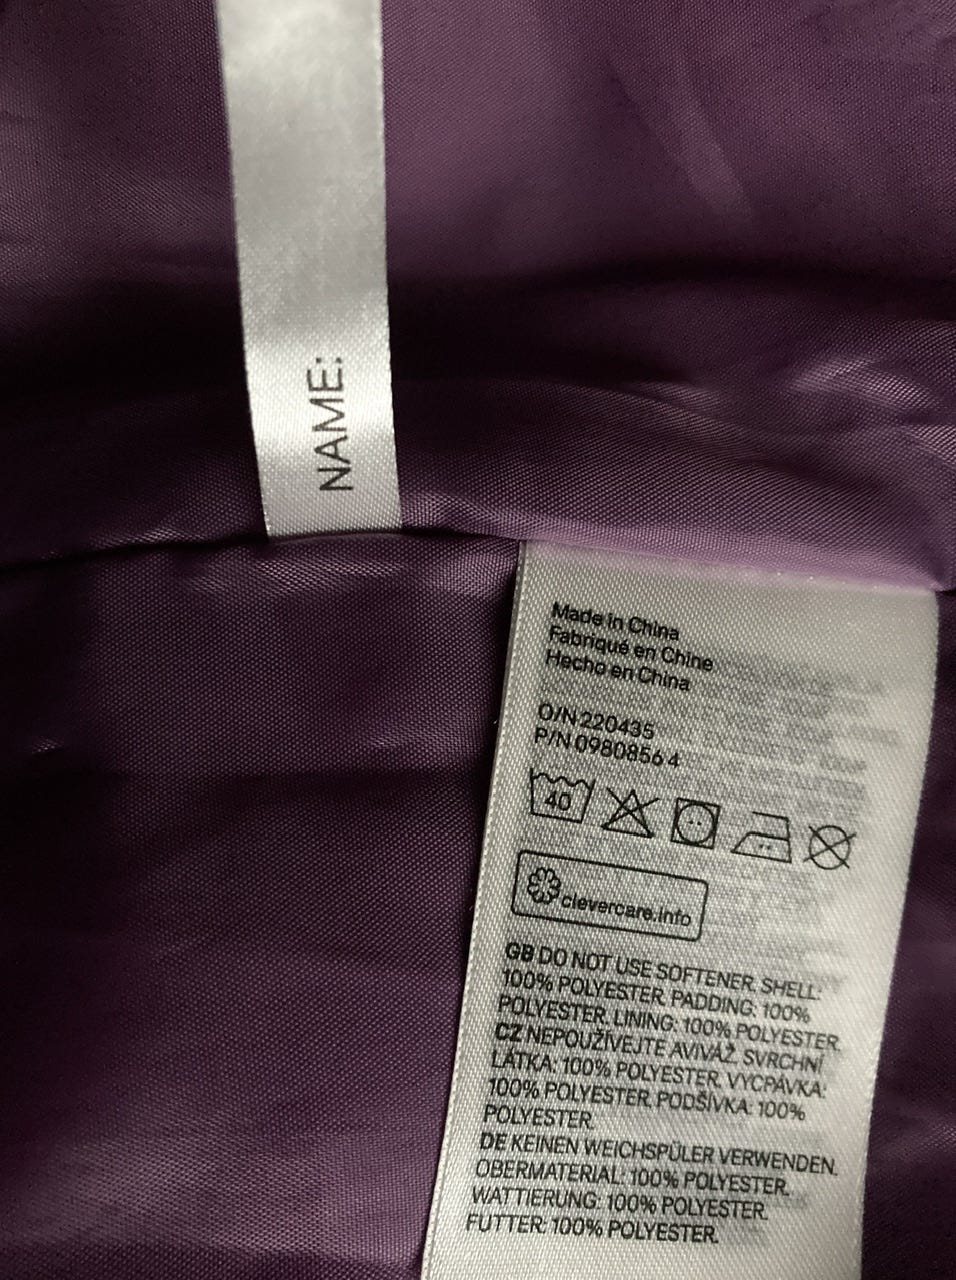 NAME:
Made in China
Fabriqué en Chine
Hecho en China
O/N 220435
P/N 0980856 4
40
clevercare.info
GB DO NOT USE SOFTENER. SHELL:
100% POLYESTER. PADDING: 100%
POLYESTER. LINING: 100% POLYESTER.
CZ NEPOUŽÍVEJTE AVIVÁŽ. SVRCHNÍ
LÁTKA: 100% POLYESTER. VYCPÁVKA:
100% POLYESTER. PODŠÍVKA: 100%
POLYESTER.
DE KEINEN WEICHSPÜLER VERWENDEN.
OBERMATERIAL: 100% POLYESTER.
WATTIERUNG: 100% POLYESTER.
FUTTER: 100% POLYESTER.